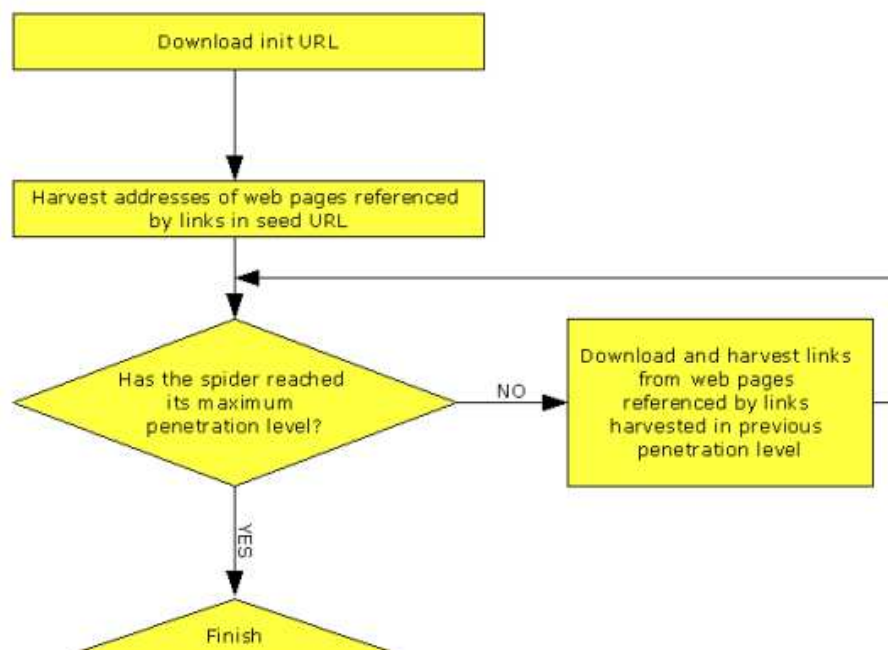 Download init URL
Harvest addresses of web pages referenced
by links in seed URL
Has the spider reached
its maximum
penetration level?
NO
Download and harvest links
from web pages
referenced by links
harvested in previous
penetration level
YES
Finish